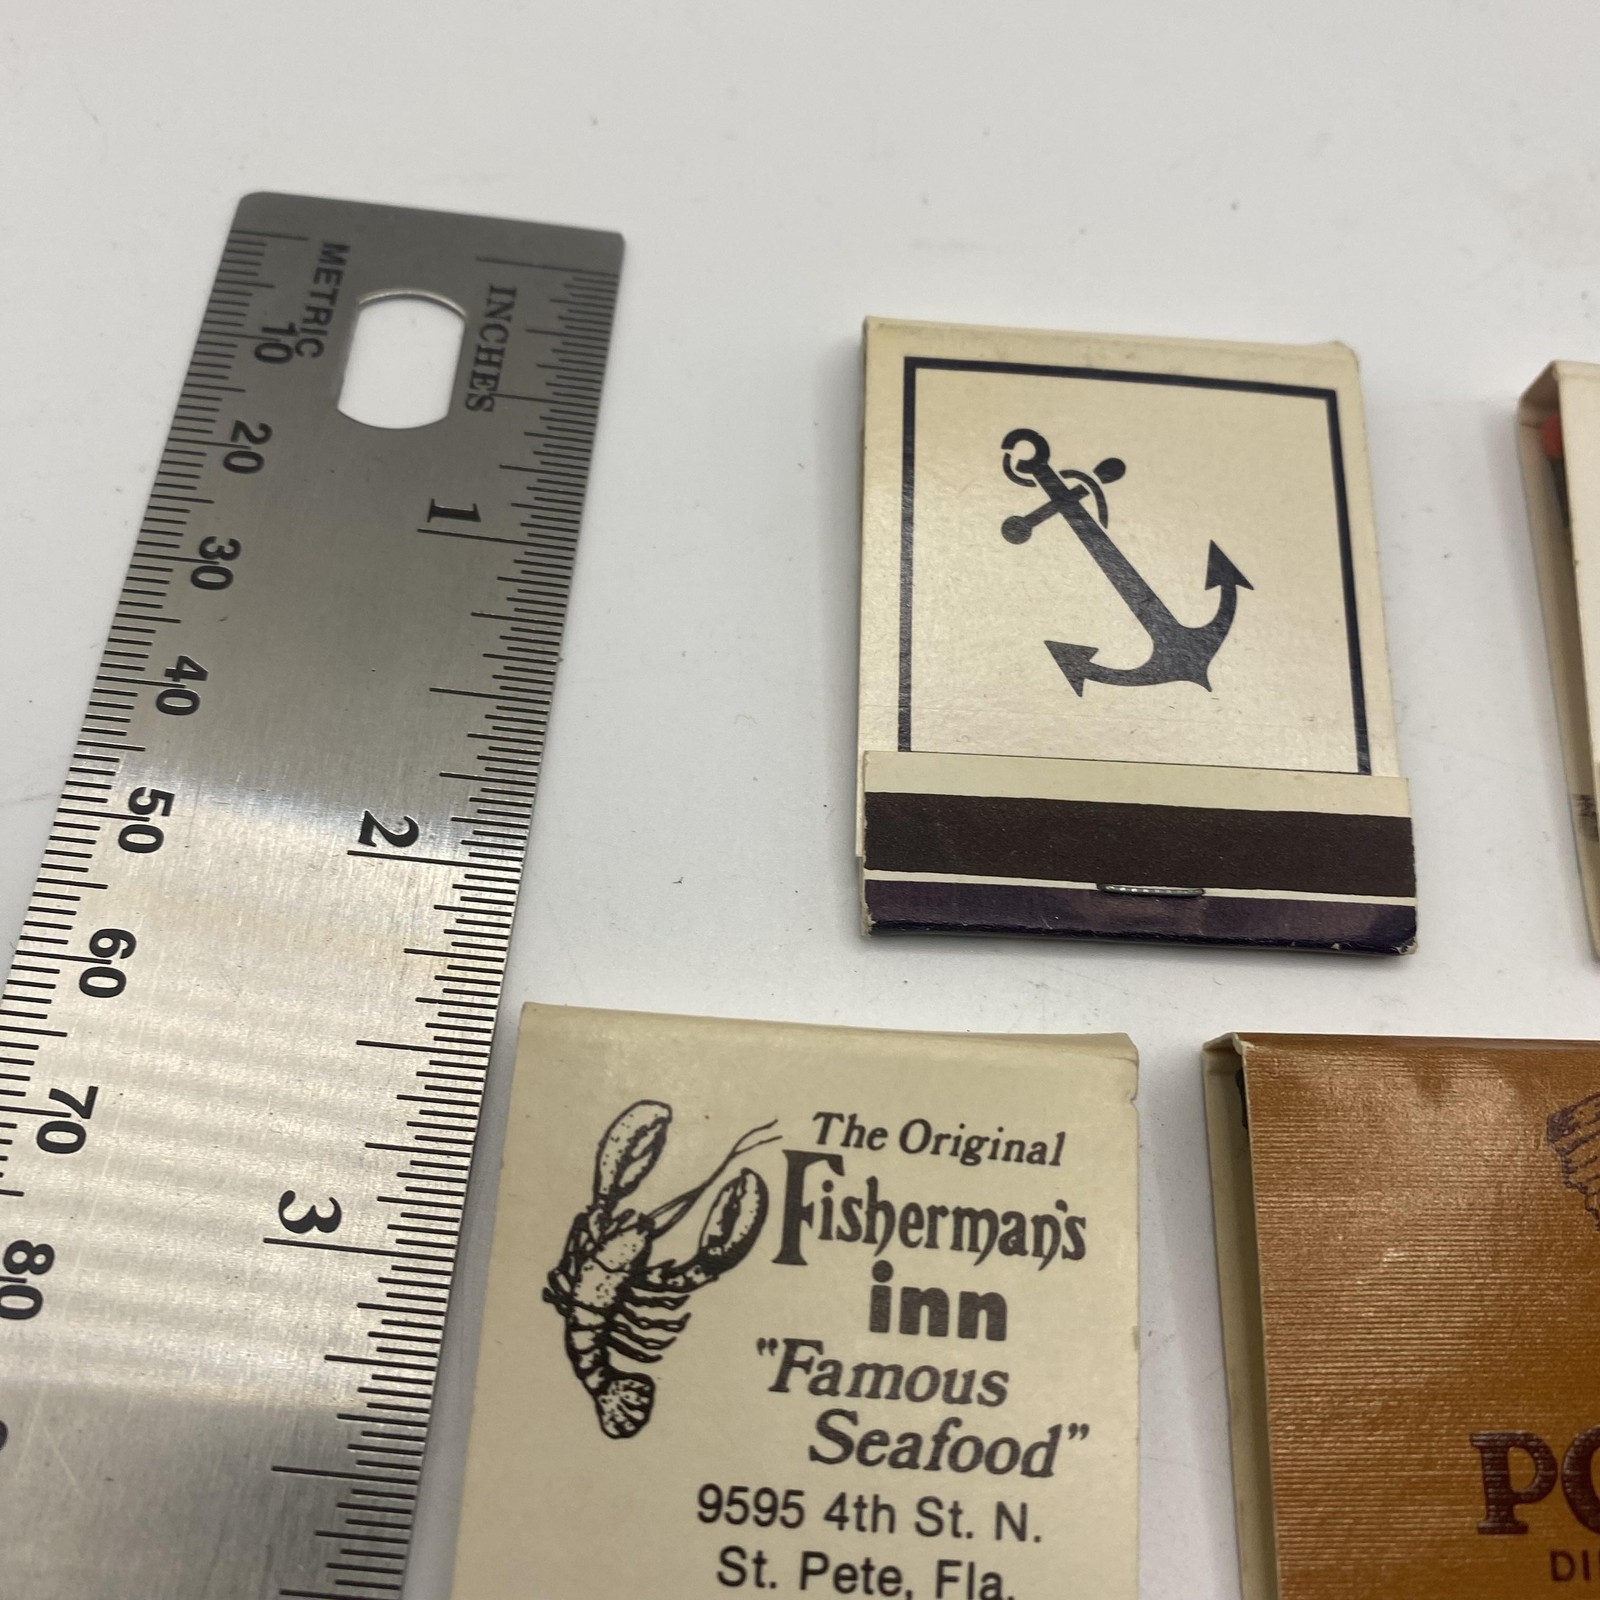 METRIC
INCHES
10
20
30
40
50
60
70
80
1
2
3
The Original
Fisherman's
inn
"Famous
Seafood"
9595 4th St. N.
St. Pete, Fla.